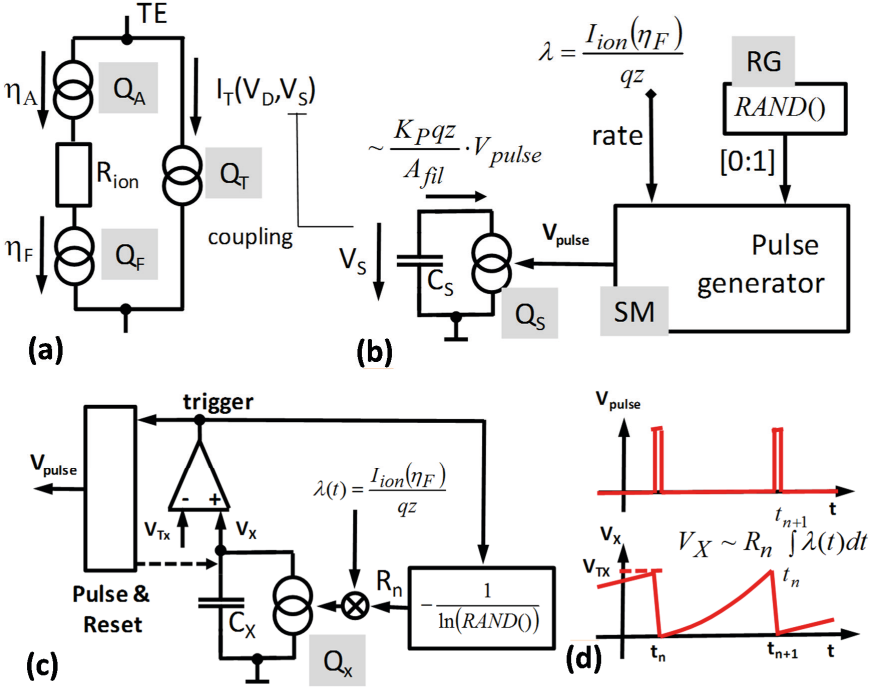 TE
η_A
Q_A
I_T(V_D,V_S)
R_ion
Q_T
η_F
Q_F
coupling
(a)
λ = I_ion(η_F) / qz
RG
RAND()
rate
[0:1]
~ K_P qz / A_fil · V_pulse
V_S
C_S
V_pulse
Q_S
Pulse
generator
SM
(b)
trigger
V_pulse
- +
V_Tx
V_X
λ(t) = I_ion(η_F) / qz
R_n
- 1 / ln(RAND())
Pulse &
Reset
C_X
Q_X
(c)
V_pulse
t
V_X
V_TX
V_X ~ R_n ∫_{t_n}^{t_{n+1}} λ(t)dt
t_n
t_{n+1}
t
(d)